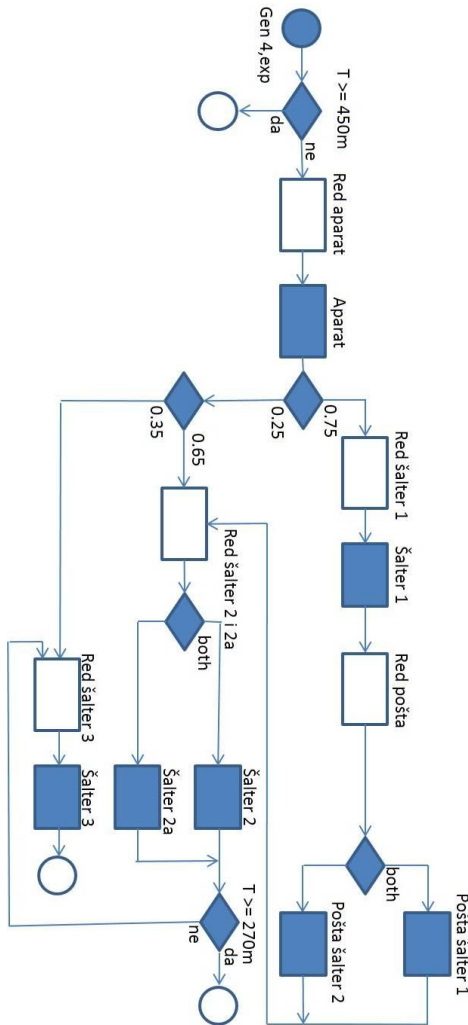 Gen 4,exp
T >= 450m
da
ne
Red aparat
Aparat
0.75
0.25
Red šalter 1
Šalter 1
Red pošta
both
Pošta šalter 1
Pošta šalter 2
0.65
0.35
Red šalter 2 i 2a
both
Šalter 2
Šalter 2a
T >= 270m
da
ne
Red šalter 3
Šalter 3